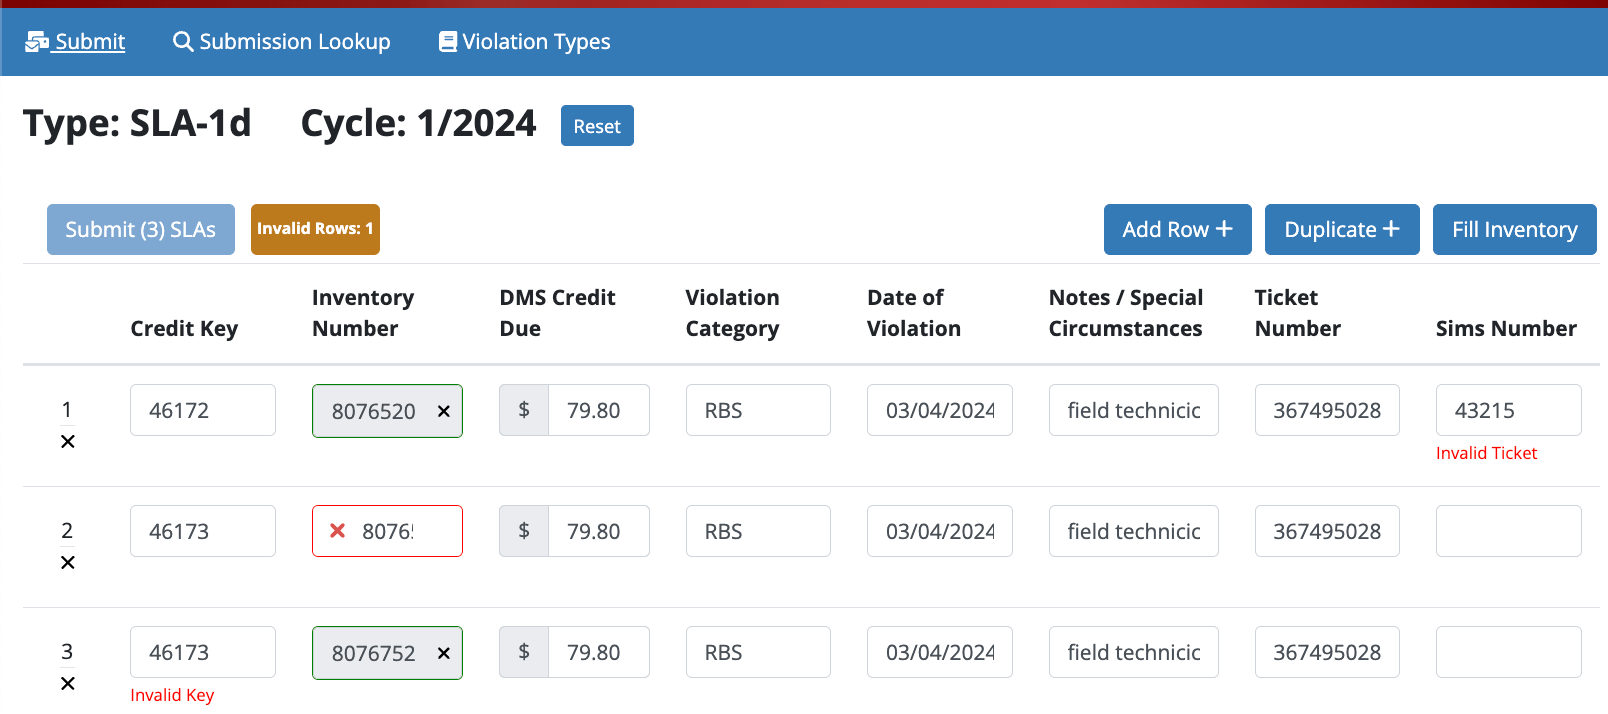 Submit Submission Lookup Violation Types
Type: SLA-1d Cycle: 1/2024 Reset
Submit (3) SLAs Invalid Rows: 1 Add Row + Duplicate + Fill Inventory
Credit Key Inventory Number DMS Credit Due Violation Category Date of Violation Notes / Special Circumstances Ticket Number Sims Number
1 46172 8076520 × $ 79.80 RBS 03/04/2024 field technicic 367495028 43215
×
Invalid Ticket
2 46173 8076 $ 79.80 RBS 03/04/2024 field technicic 367495028
×
3 46173 8076752 × $ 79.80 RBS 03/04/2024 field technicic 367495028
×
Invalid Key